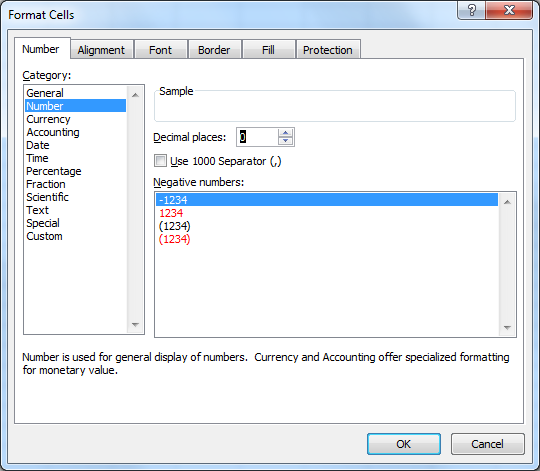 Format Cells
Number Alignment Font Border Fill Protection
Category:
General
Number
Currency
Accounting
Date
Time
Percentage
Fraction
Scientific
Text
Special
Custom
Sample
Decimal places: 0
Use 1000 Separator (,)
Negative numbers:
-1234
1234
(1234)
(1234)
Number is used for general display of numbers. Currency and Accounting offer specialized formatting
for monetary value.
OK Cancel